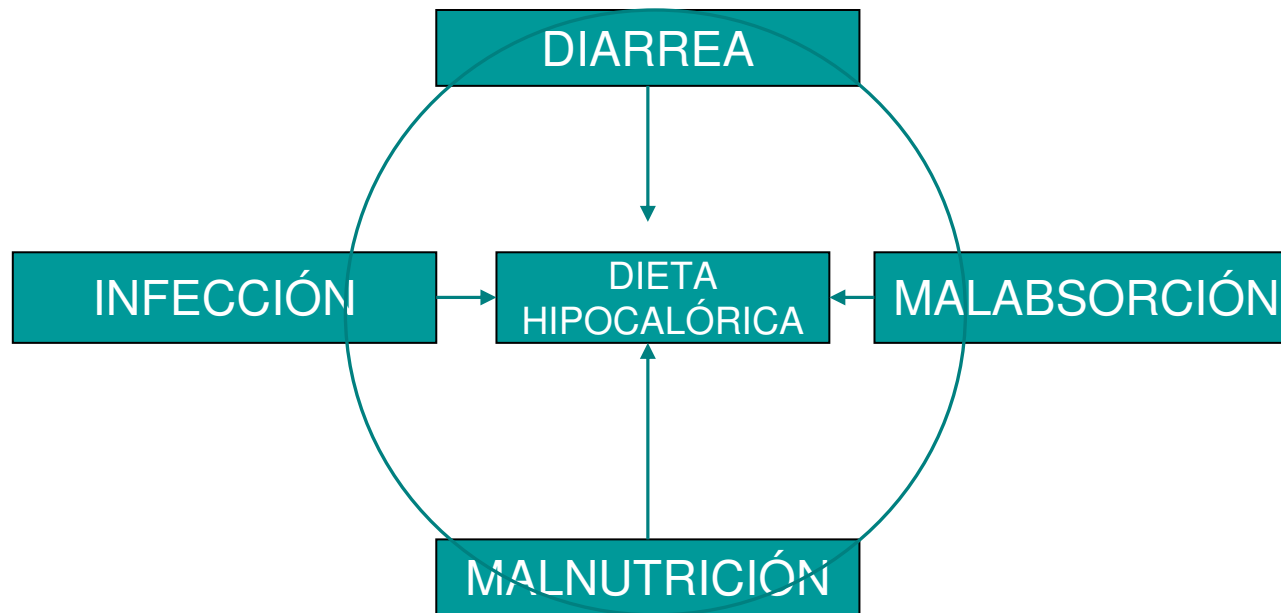 DIARREA
INFECCIÓN
DIETA
HIPOCALÓRICA
MALABSORCIÓN
MALNUTRICIÓN